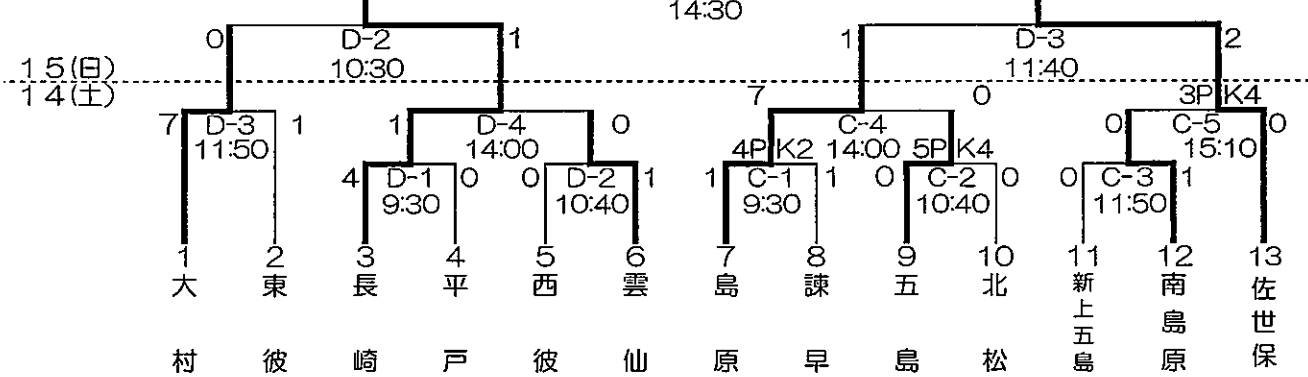 14:30
0 D-2 1 1 D-3 2
10:30 11:40
15(日)
14(土)
7 0 3P K4
7 D-3 1 1 D-4 0 C-4 0 C-5 0
11:50 14:00 4P K2 14:00 5P K4 15:10
4 D-1 0 0 D-2 1 1 C-1 1 0 C-2 0 0 C-3 1
9:30 10:40 9:30 10:40 11:50
1 2 3 4 5 6 7 8 9 10 11 12 13
大村 東彼 長崎 平戸 西彼 雲仙 島原 諫早 五島 北松 新上五島 南島原 佐世保